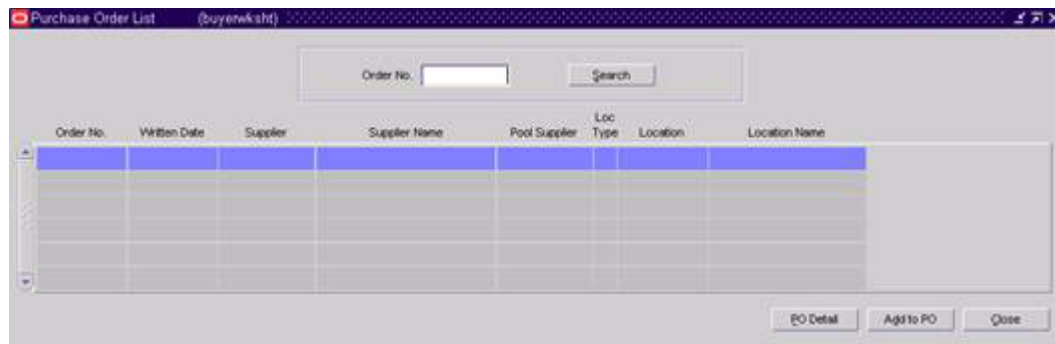 Purchase Order List (buyerwksht)
Order No. Search
Order No. Written Date Supplier Supplier Name Pool Supplier Loc Type Location Location Name
PO Detail Add to PO Close